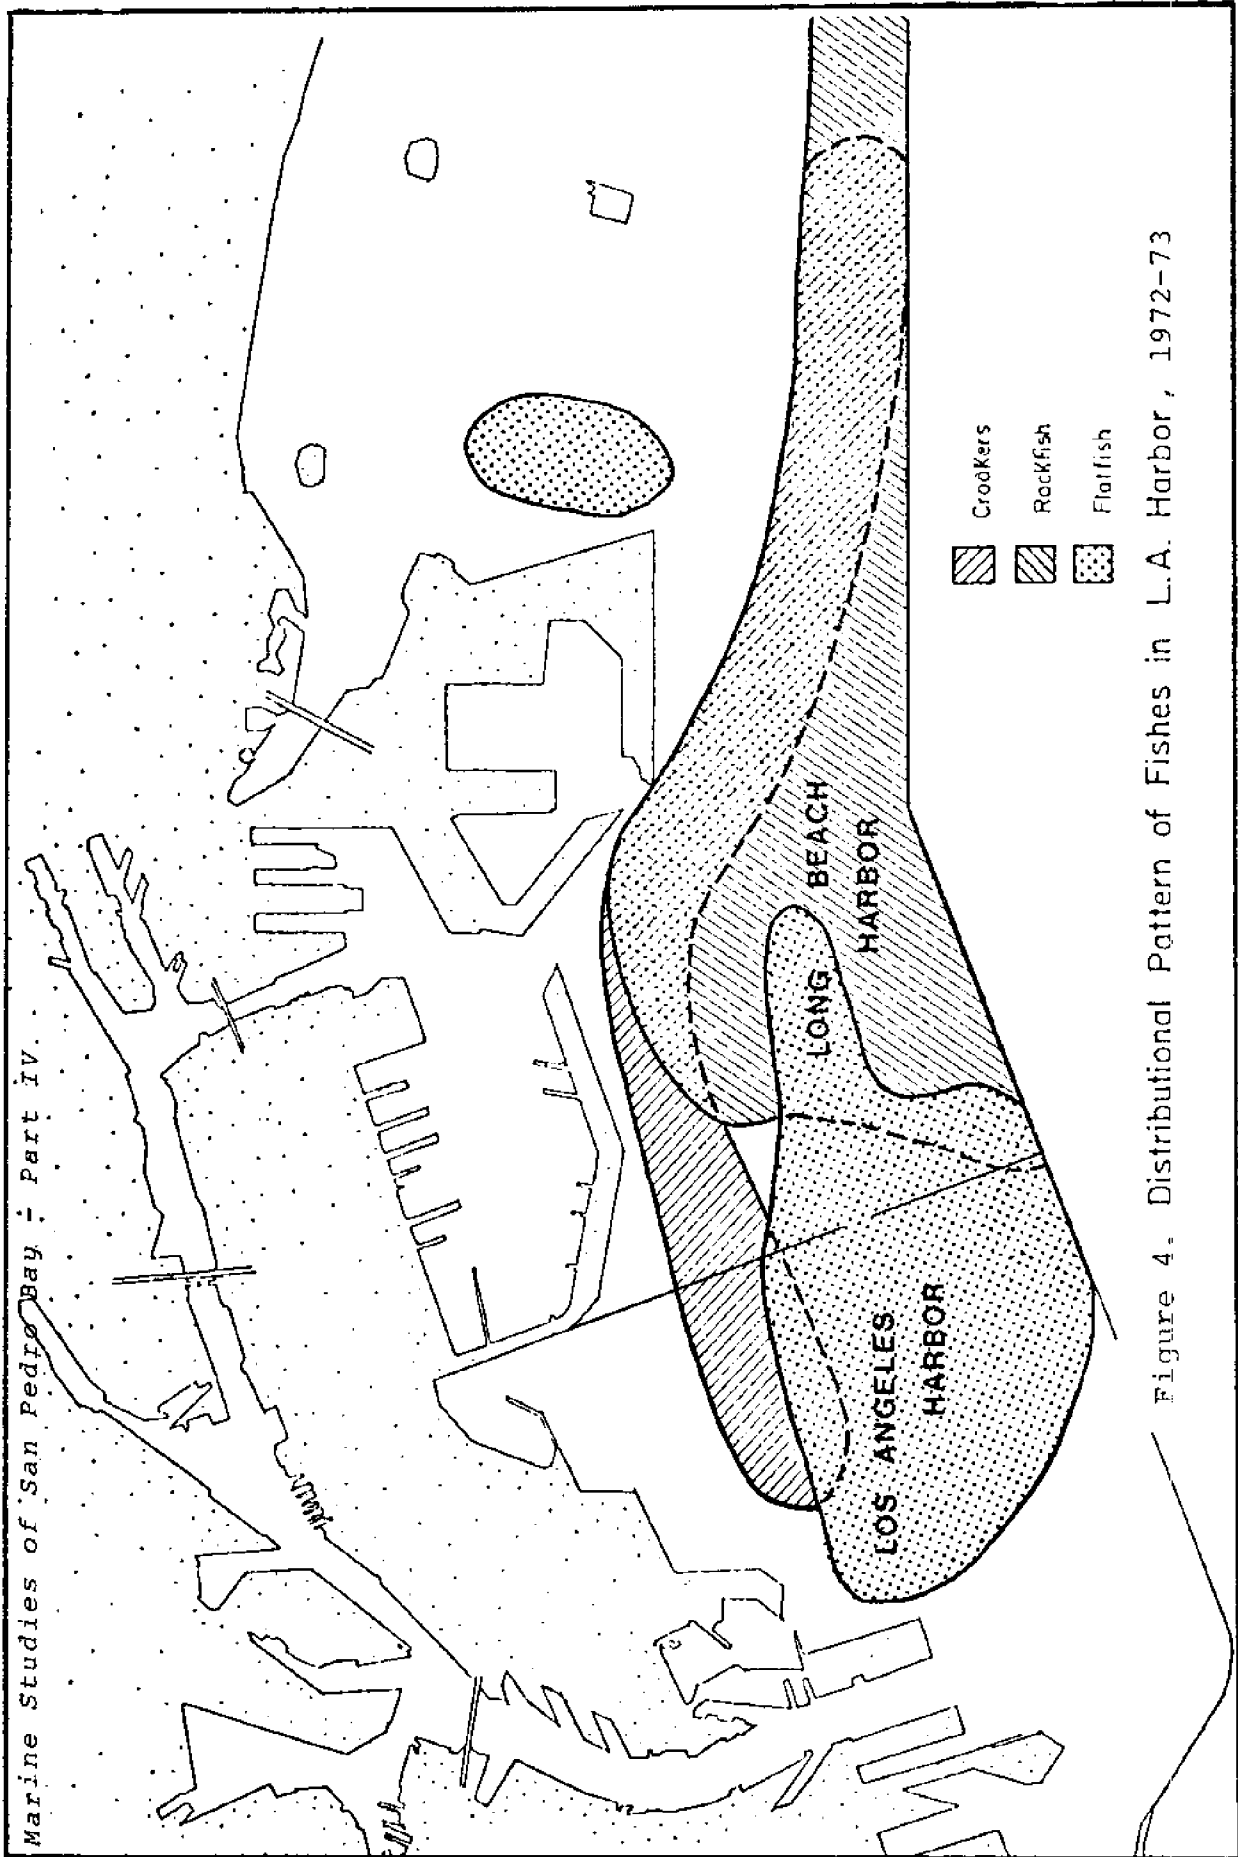 Marine Studies of San Pedro Bay - Part IV.
LONG BEACH
HARBOR
LOS ANGELES
HARBOR
Croakers
Rockfish
Flatfish
Figure 4. Distributional Pattern of Fishes in L.A. Harbor, 1972-73